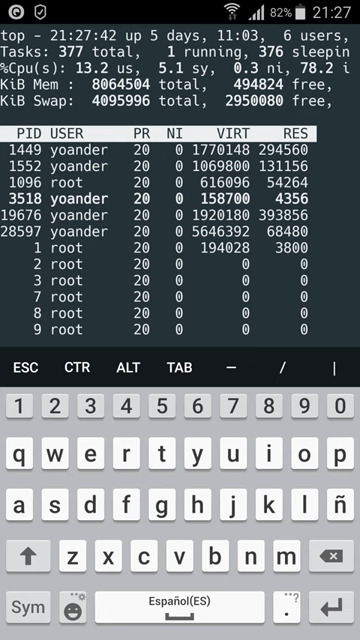 82% 21:27
top - 21:27:42 up 5 days, 11:03, 6 users,
Tasks: 377 total, 1 running, 376 sleepin
%Cpu(s): 13.2 us, 5.1 sy, 0.3 ni, 78.2 i
KiB Mem : 8064504 total, 494824 free,
KiB Swap: 4095996 total, 2950080 free,
PID USER PR NI VIRT RES
1449 yoander 20 0 1770148 294560
1552 yoander 20 0 1069800 131156
1096 root 20 0 616096 54264
3518 yoander 20 0 158700 4356
19676 yoander 20 0 1920180 393856
28597 yoander 20 0 5646392 68480
1 root 20 0 194028 3800
2 root 20 0 0 0
3 root 20 0 0 0
7 root 20 0 0 0
8 root 20 0 0 0
9 root 20 0 0 0
ESC CTR ALT TAB – / |
1 2 3 4 5 6 7 8 9 0
q w e r t y u i o p
a s d f g h j k l ñ
z x c v b n m
Sym Español(ES) . ...?